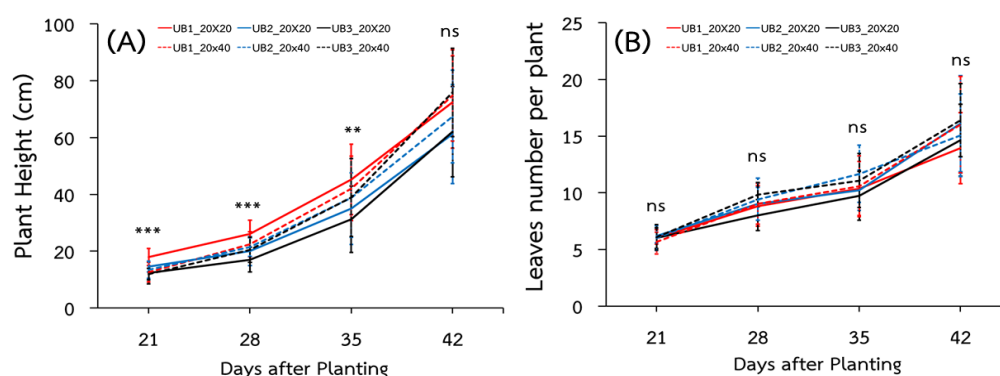 (A)
UB1_20X20 UB2_20X20 UB3_20X20
UB1_20x40 UB2_20x40 UB3_20x40
Plant Height (cm)
100
80
60
40
20
0
***
***
**
ns
21 28 35 42
Days after Planting
(B)
UB1_20X20 UB2_20X20 UB3_20X20
UB1_20x40 UB2_20x40 UB3_20x40
Leaves number per plant
25
20
15
10
5
0
ns
ns
ns
ns
21 28 35 42
Days after Planting